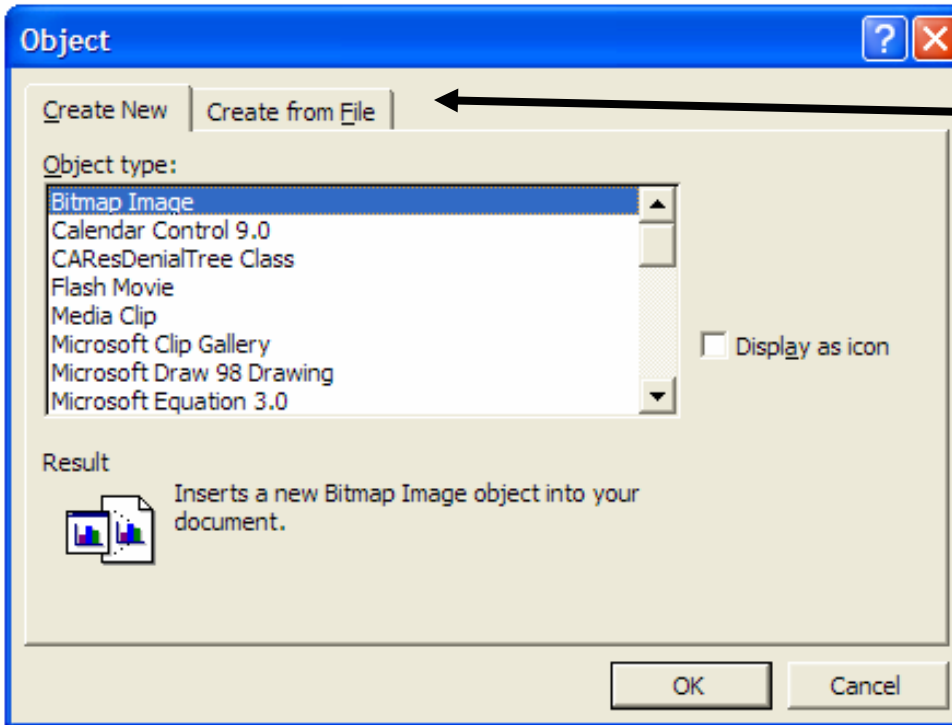 Object
Create New Create from File
Object type:
Bitmap Image
Calendar Control 9.0
CAResDenialTree Class
Flash Movie
Media Clip
Microsoft Clip Gallery
Microsoft Draw 98 Drawing
Microsoft Equation 3.0
Display as icon
Result
Inserts a new Bitmap Image object into your
document.
OK Cancel